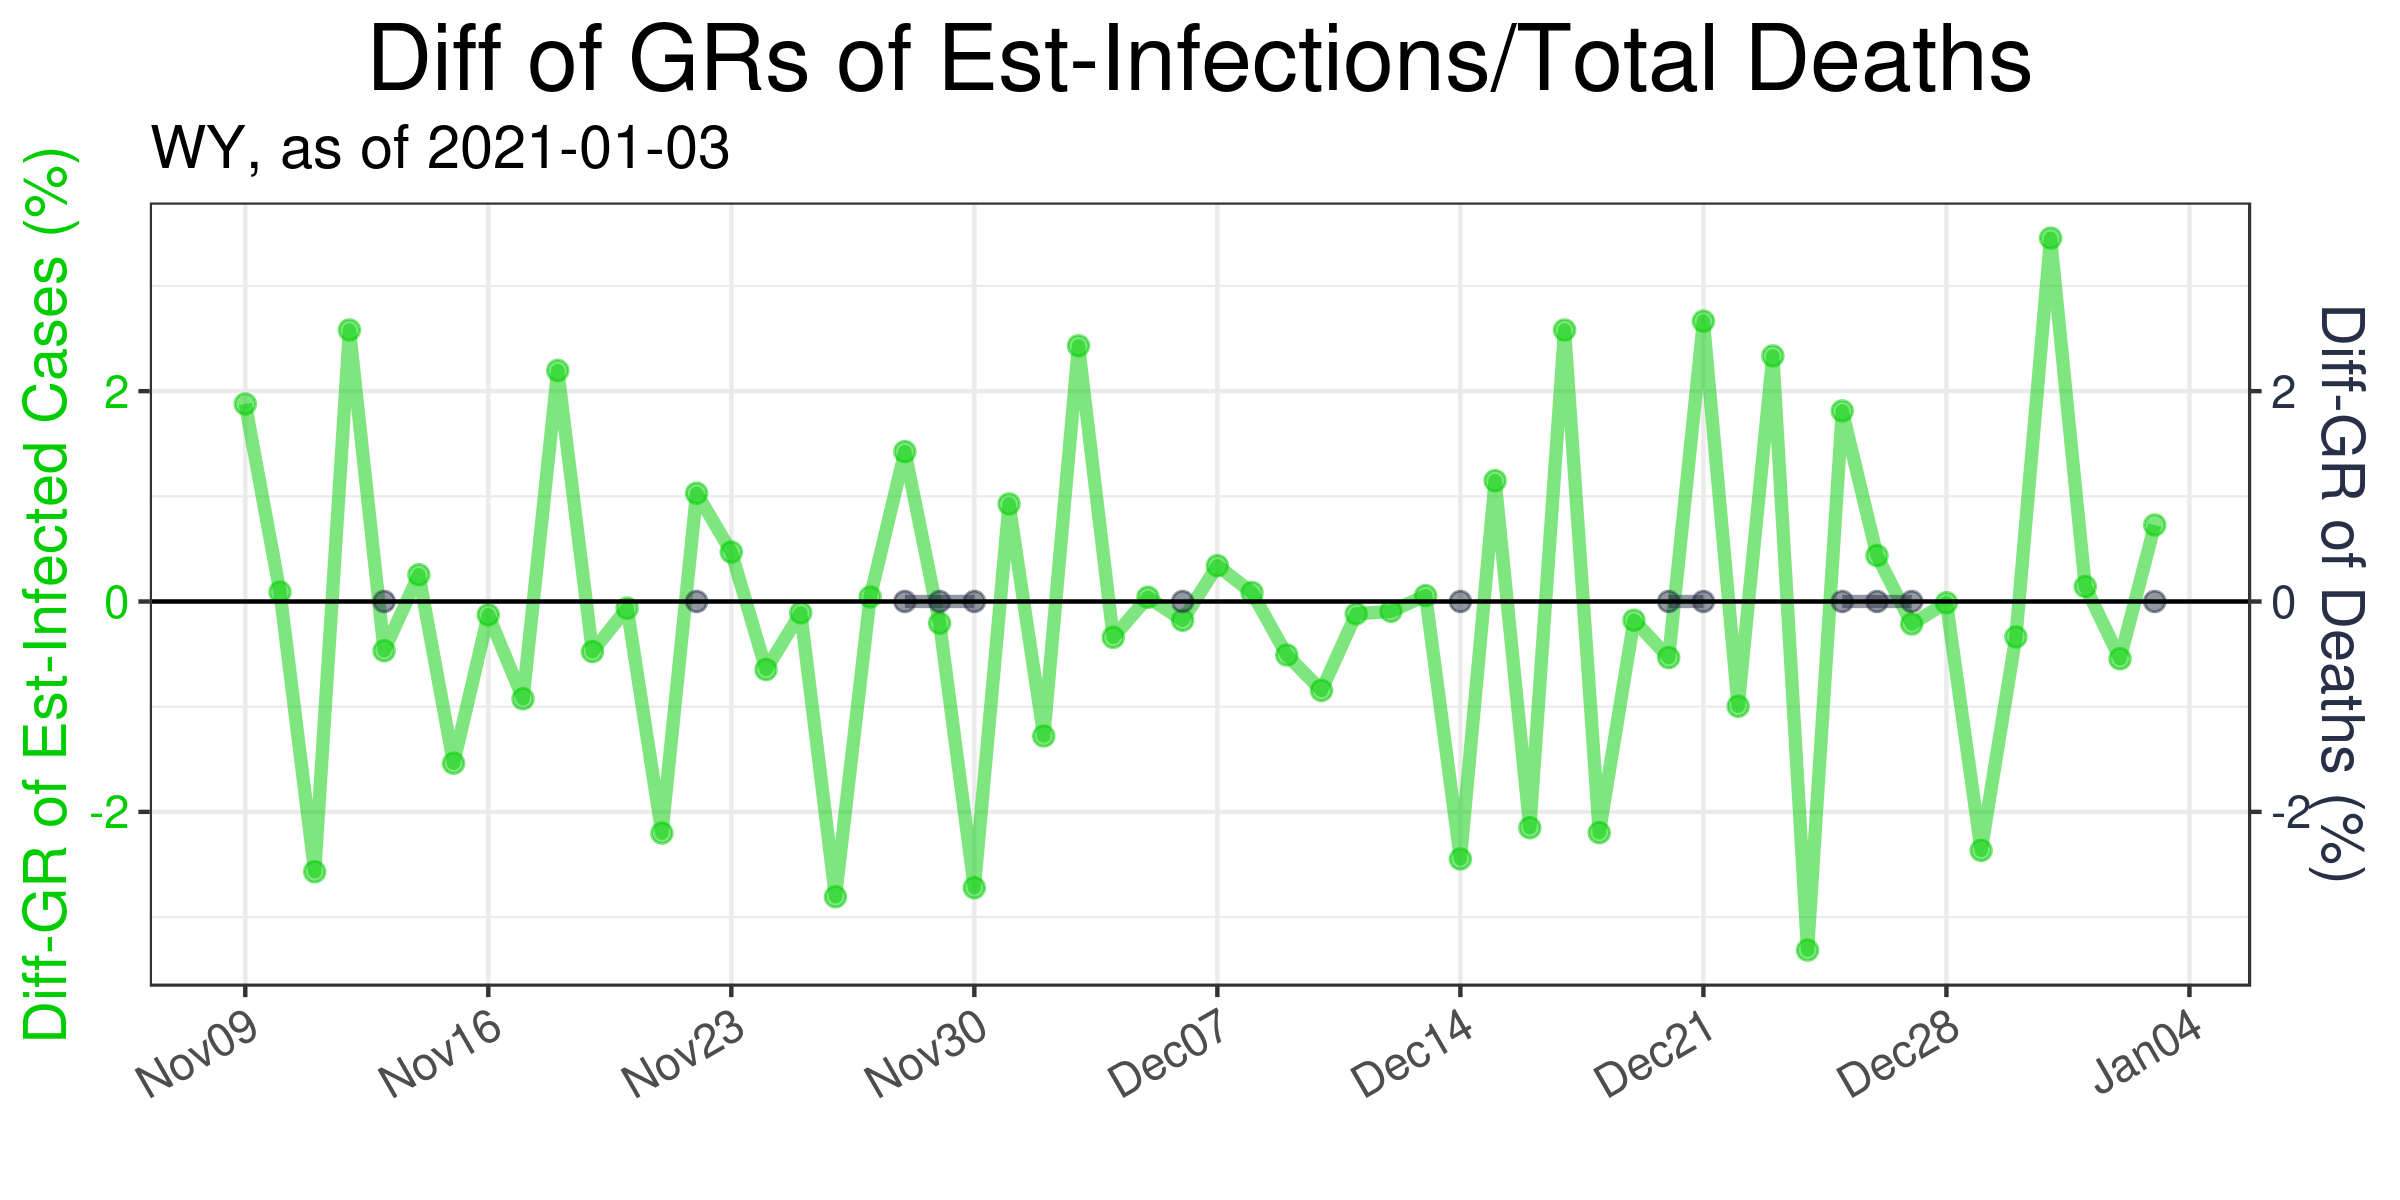 Diff of GRs of Est-Infections/Total Deaths
WY, as of 2021-01-03
Diff-GR of Est-Infected Cases (%)
2
0
-2
2
0
-2
Diff-GR of Deaths (%)
Nov09
Nov16
Nov23
Nov30
Dec07
Dec14
Dec21
Dec28
Jan04